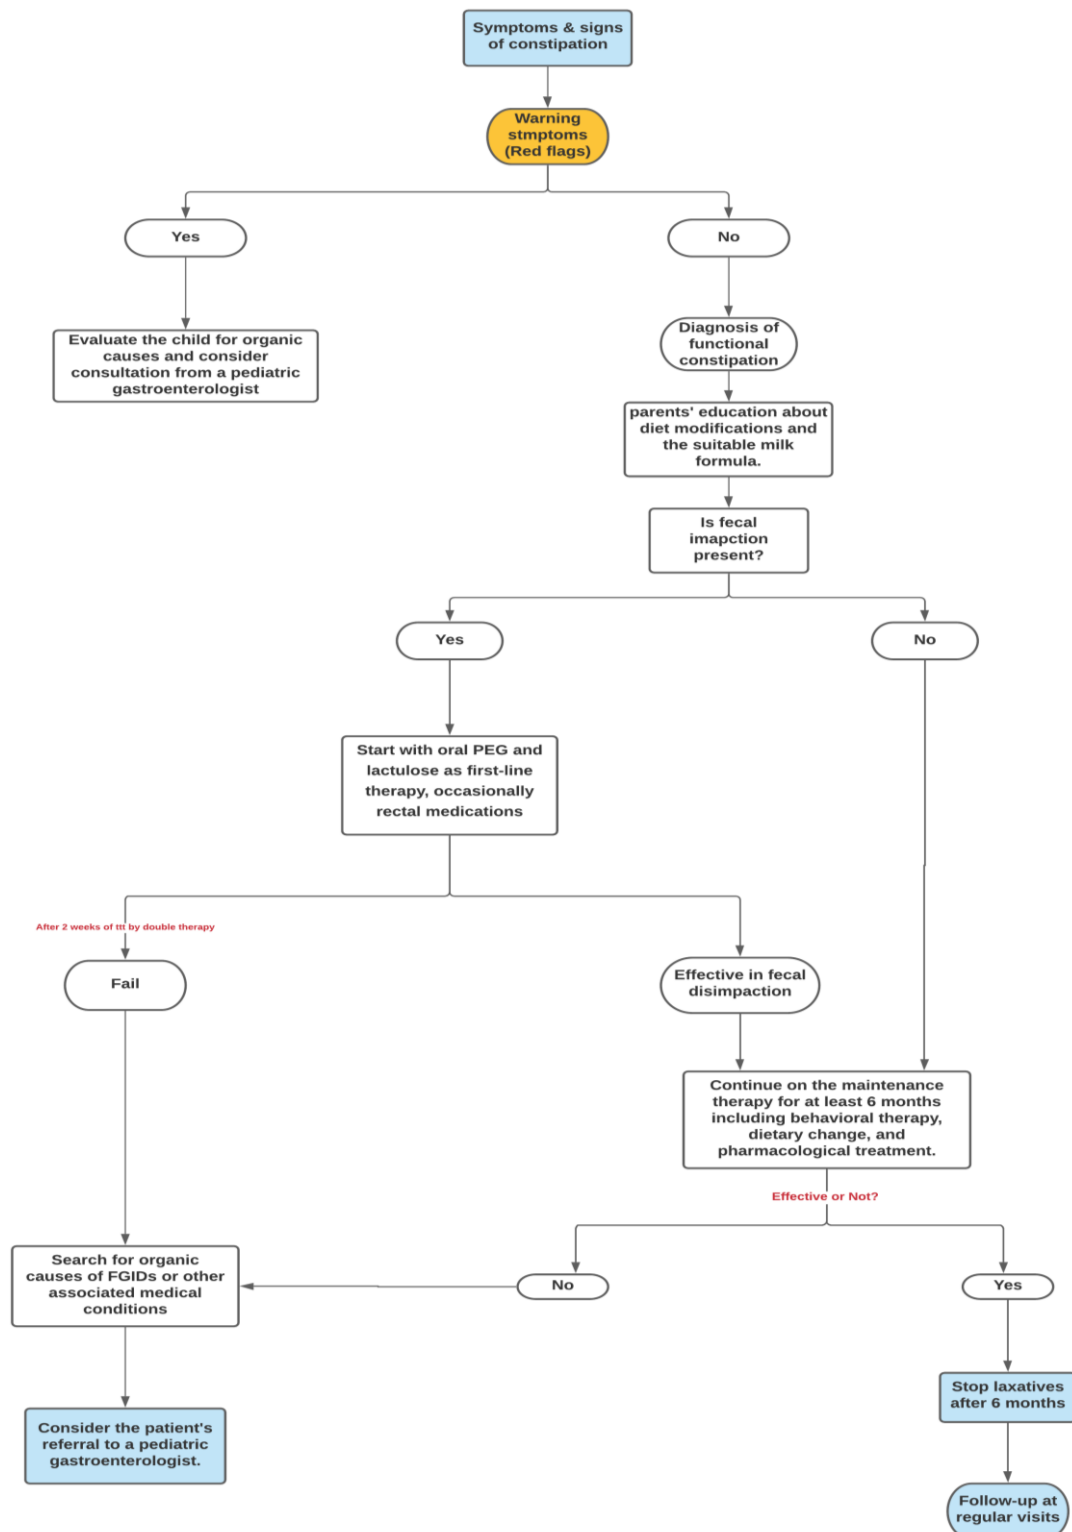 Symptoms & signs
of constipation
Warning
stmptoms
(Red flags)
Yes
No
Evaluate the child for organic
causes and consider
consultation from a pediatric
gastroenterologist
Diagnosis of
functional
constipation
parents' education about
diet modifications and
the suitable milk
formula.
Is fecal
imapction
present?
Yes
No
Start with oral PEG and
lactulose as first-line
therapy, occasionally
rectal medications
After 2 weeks of ttt by double therapy
Fail
Effective in fecal
disimpaction
Continue on the maintenance
therapy for at least 6 months
including behavioral therapy,
dietary change, and
pharmacological treatment.
Effective or Not?
Search for organic
causes of FGIDs or other
associated medical
conditions
No
Yes
Consider the patient's
referral to a pediatric
gastroenterologist.
Stop laxatives
after 6 months
Follow-up at
regular visits